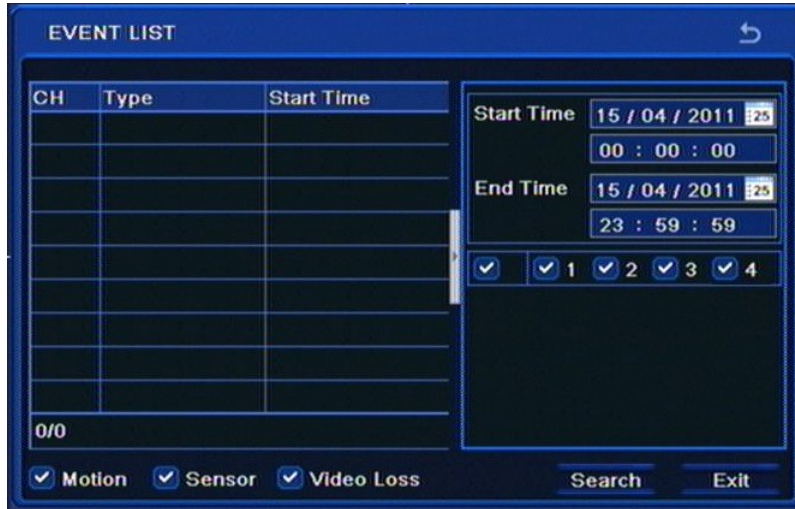 EVENT LIST
CH Type Start Time
0/0
Motion Sensor Video Loss
Start Time 15 / 04 / 2011 25
00 : 00 : 00
End Time 15 / 04 / 2011 25
23 : 59 : 59
1 2 3 4
Search Exit